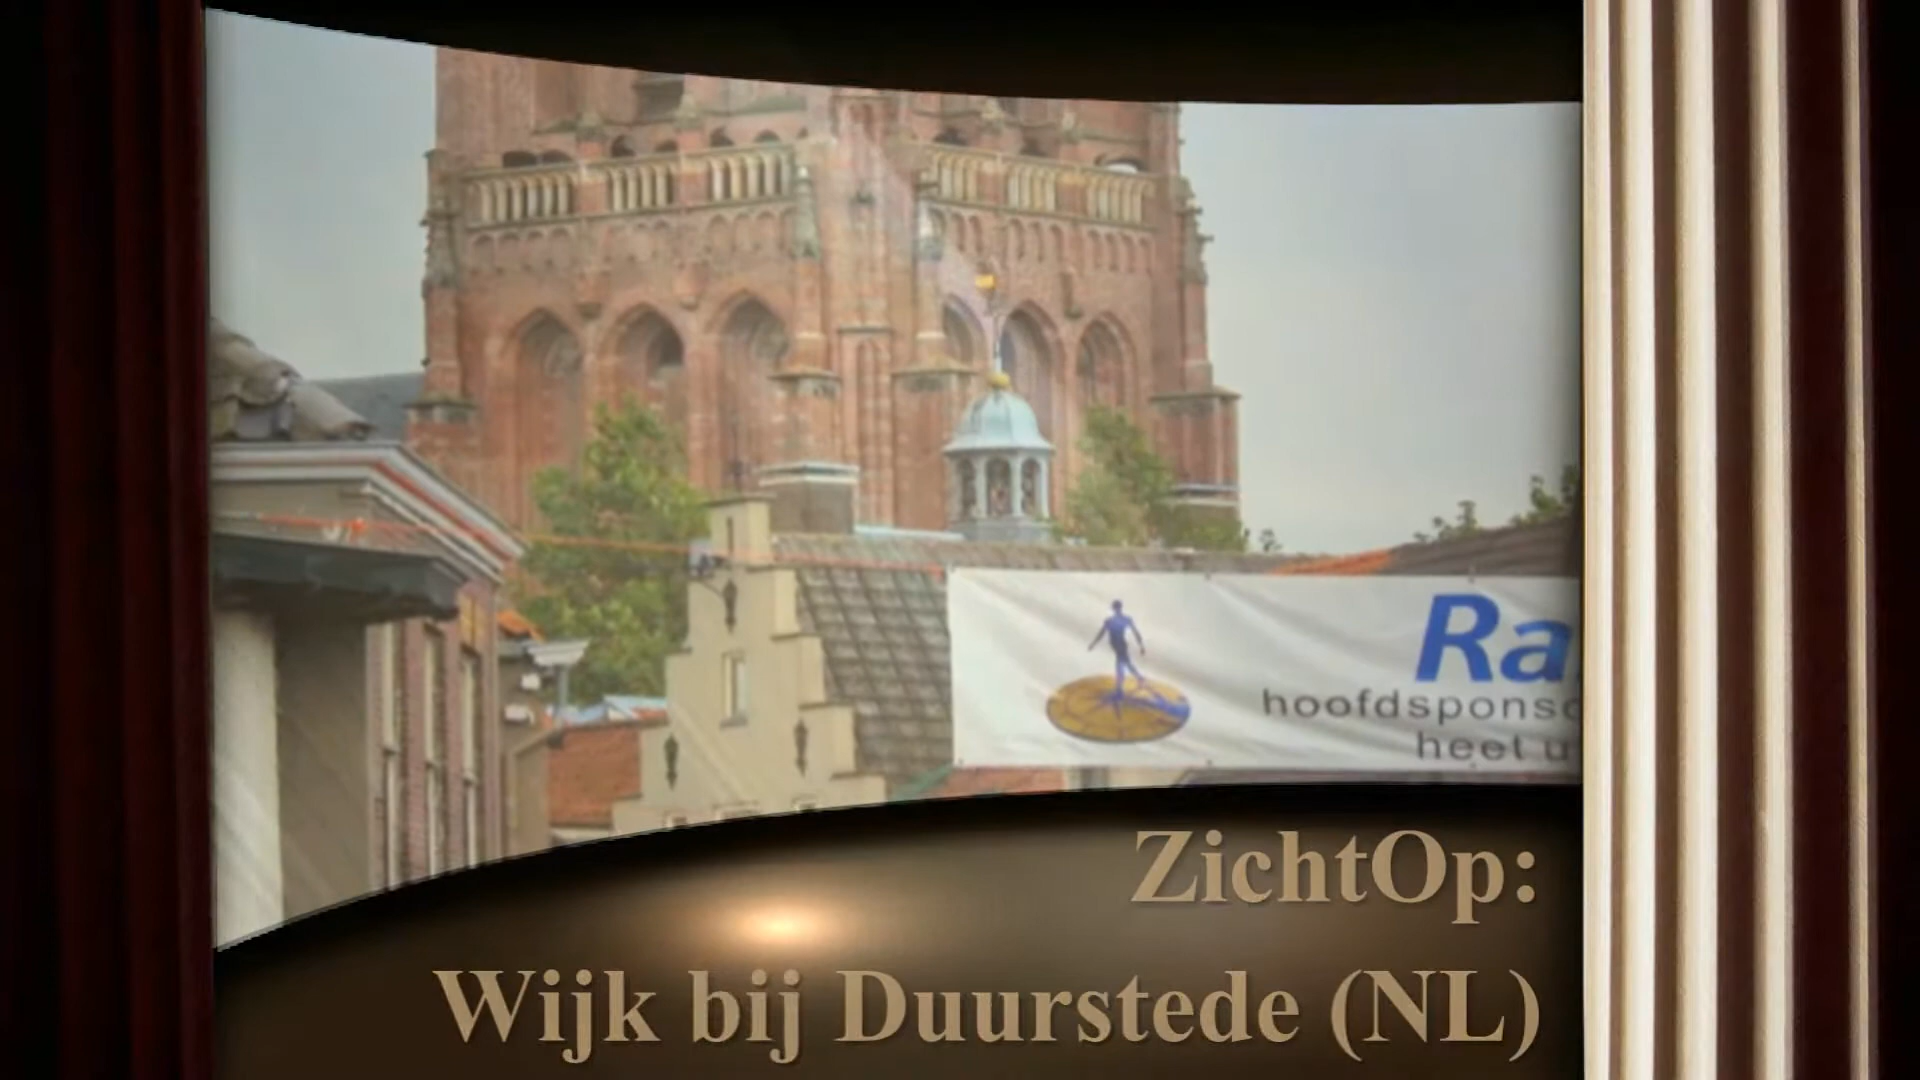 Ra
hoofdsponso
heet u
ZichtOp:
Wijk bij Duurstede (NL)